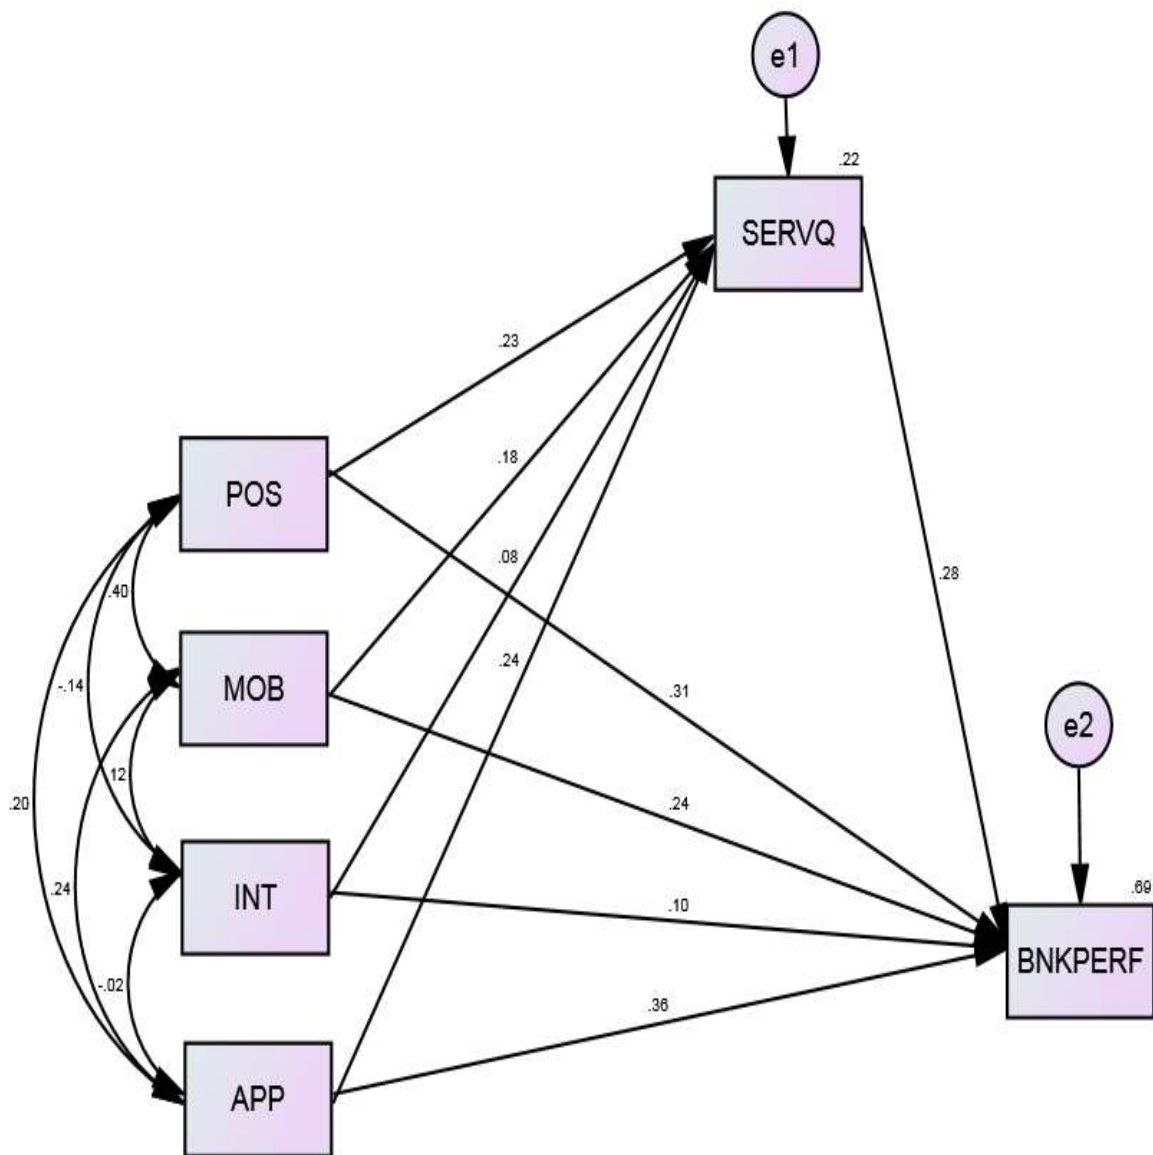 e1
.22
SERVQ
.23
.18
POS
.08
.28
.40
.24
MOB
-.14
.31
e2
12
.20
.24
.24
INT
.10
.69
BNKPERF
-.02
.36
APP